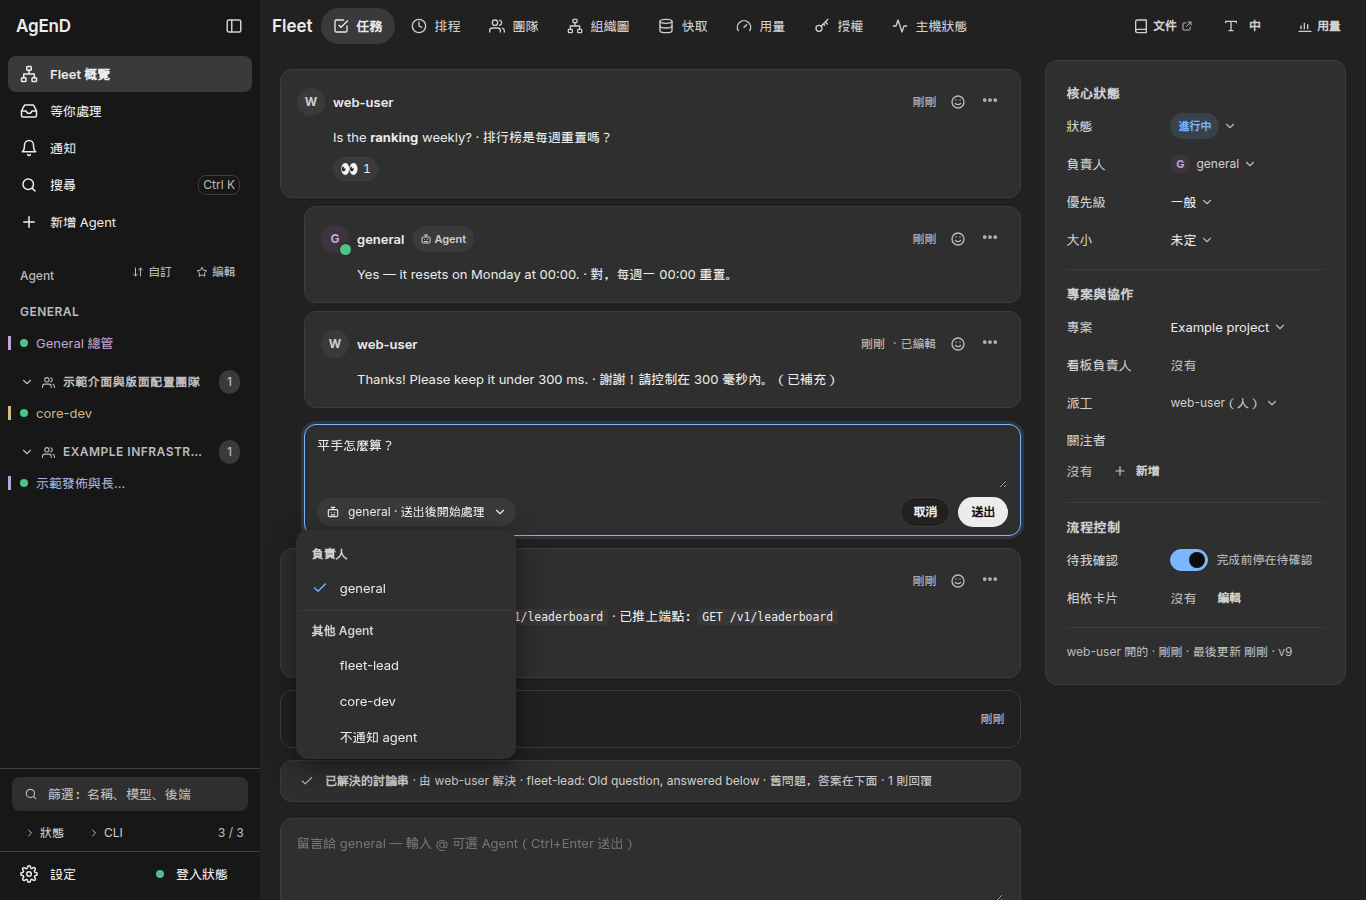 AgEnD
Fleet 概覽
等你處理
通知
搜尋 Ctrl K
新增 Agent
Agent 自訂 編輯
GENERAL
General 總管
示範介面與版面配置團隊 1
core-dev
EXAMPLE INFRASTR... 1
示範發佈與長...
篩選：名稱、模型、後端
狀態 CLI 3 / 3
設定 登入狀態
Fleet 任務 排程 團隊 組織圖 快取 用量 授權 主機狀態 文件 中 用量
W web-user 剛剛
Is the ranking weekly? · 排行榜是每週重置嗎？
👀 1
G general Agent 剛剛
Yes — it resets on Monday at 00:00. · 對，每週一 00:00 重置。
W web-user 剛剛 · 已編輯
Thanks! Please keep it under 300 ms. · 謝謝！請控制在 300 毫秒內。（已補充）
平手怎麼算？
general · 送出後開始處理 取消 送出
負責人
general
其他 Agent
fleet-lead
core-dev
不通知 agent
剛剛
1/leaderboard · 已推上端點： GET /v1/leaderboard
剛剛
已解決的討論串 · 由 web-user 解決 · fleet-lead: Old question, answered below · 舊問題，答案在下面 · 1 則回覆
留言給 general — 輸入 @ 可選 Agent（Ctrl+Enter 送出）
核心狀態
狀態 進行中
負責人 G general
優先級 一般
大小 未定
專案與協作
專案 Example project
看板負責人 沒有
派工 web-user（人）
關注者
沒有 新增
流程控制
待我確認 完成前停在待確認
相依卡片 沒有 編輯
web-user 開的 · 剛剛 · 最後更新 剛剛 · v9